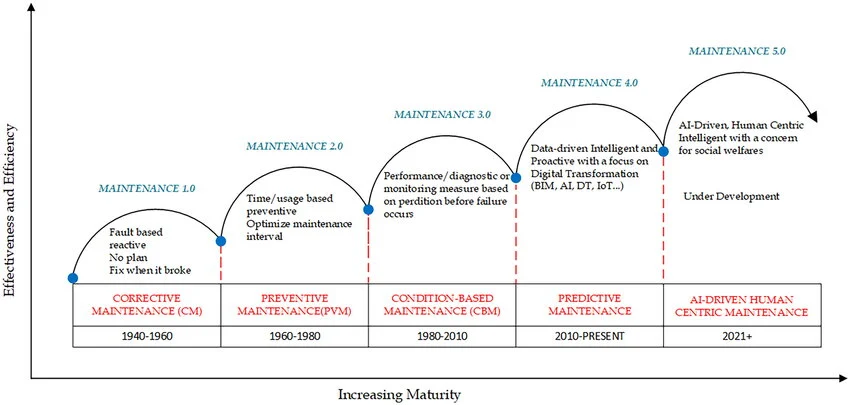 MAINTENANCE 5.0
MAINTENANCE 4.0
MAINTENANCE 3.0
MAINTENANCE 2.0
MAINTENANCE 1.0
Fault based
reactive
No plan
Fix when it broke
Time/usage based
preventive
Optimize maintenance
interval
Performance/diagnostic or
monitoring measure based
on perdition before failure
occurs
Data-driven Intelligent and
Proactive with a focus on
Digital Transformation
(BIM, AI, DT, IoT...)
AI-Driven, Human Centric
Intelligent with a concern
for social welfares
Under Development
CORRECTIVE
MAINTENANCE (CM)
PREVENTIVE
MAINTENANCE(PVM)
CONDITION-BASED
MAINTENANCE (CBM)
PREDICTIVE
MAINTENANCE
AI-DRIVEN HUMAN
CENTRIC MAINTENANCE
1940-1960
1960-1980
1980-2010
2010-PRESENT
2021+
Effectiveness and Efficiency
Increasing Maturity